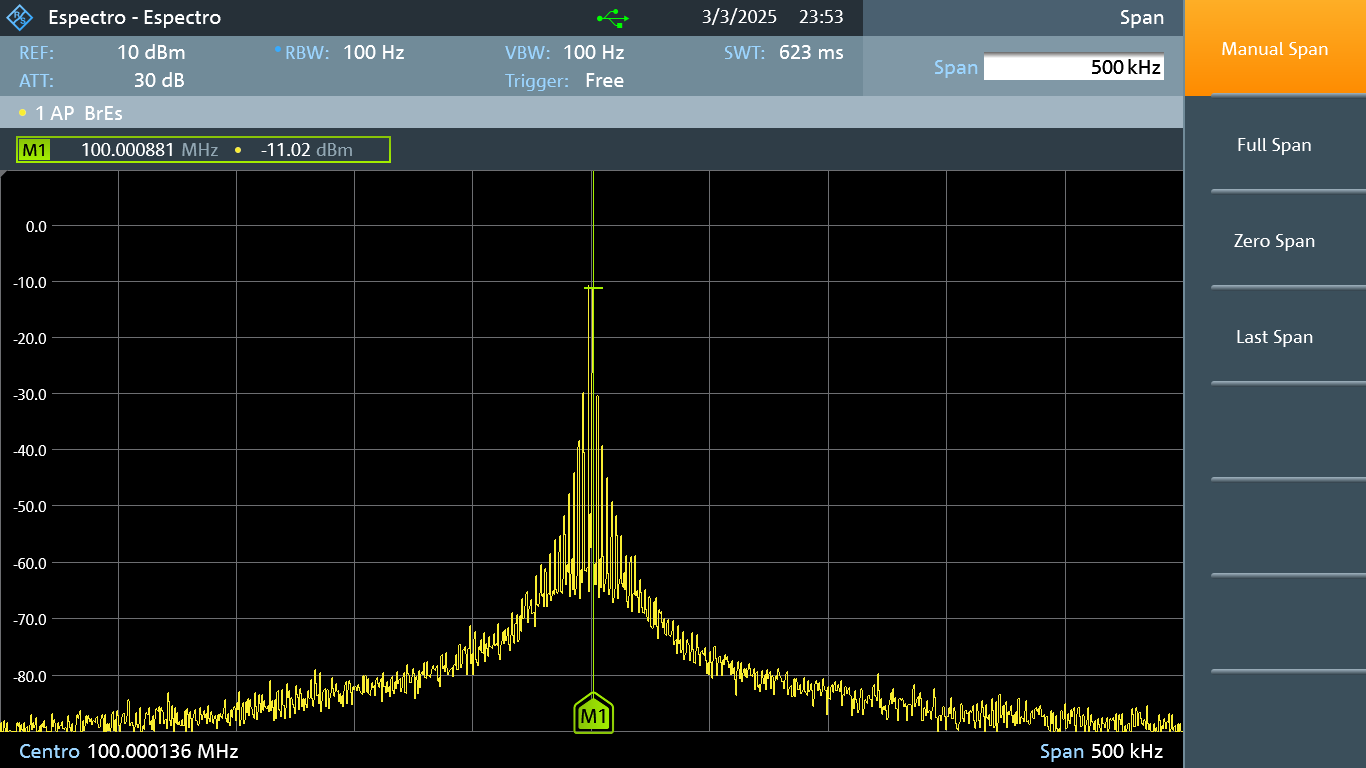 R&S Espectro - Espectro 3/3/2025 23:53 Span
REF: 10 dBm RBW: 100 Hz VBW: 100 Hz SWT: 623 ms
ATT: 30 dB Trigger: Free
Span 500 kHz
1 AP BrEs
M1 100.000881 MHz -11.02 dBm
0.0
-10.0
-20.0
-30.0
-40.0
-50.0
-60.0
-70.0
-80.0
M1
Centro 100.000136 MHz Span 500 kHz
Manual Span
Full Span
Zero Span
Last Span